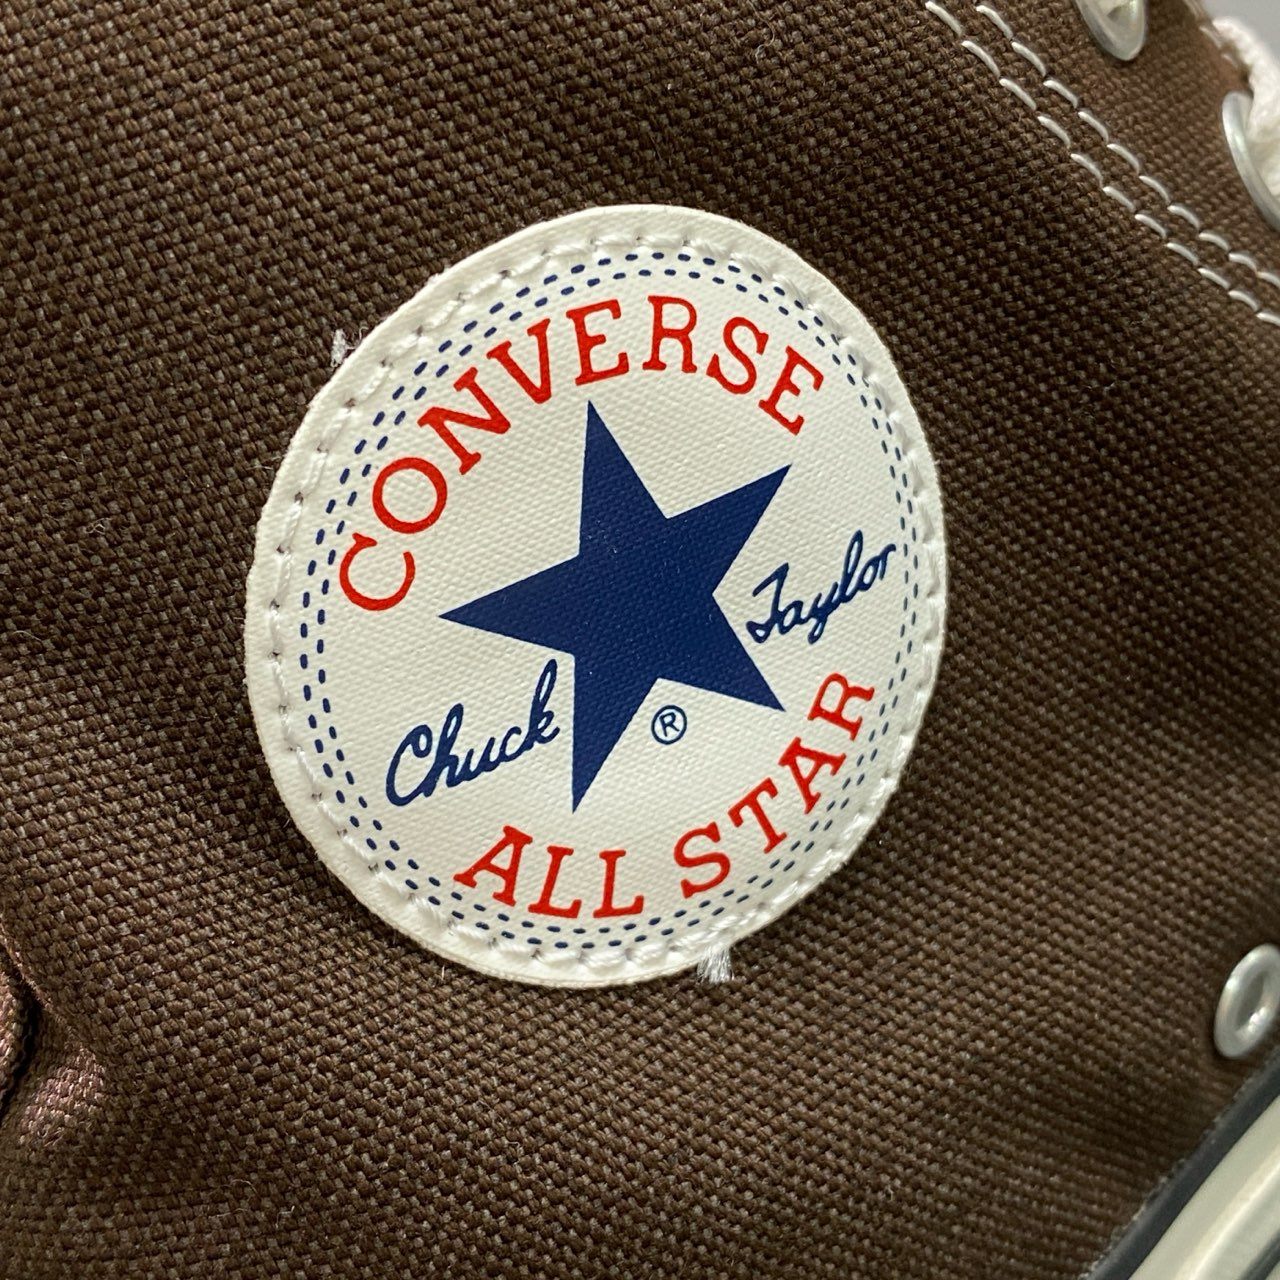 CONVERSE
Chuck Taylor
®
ALL STAR